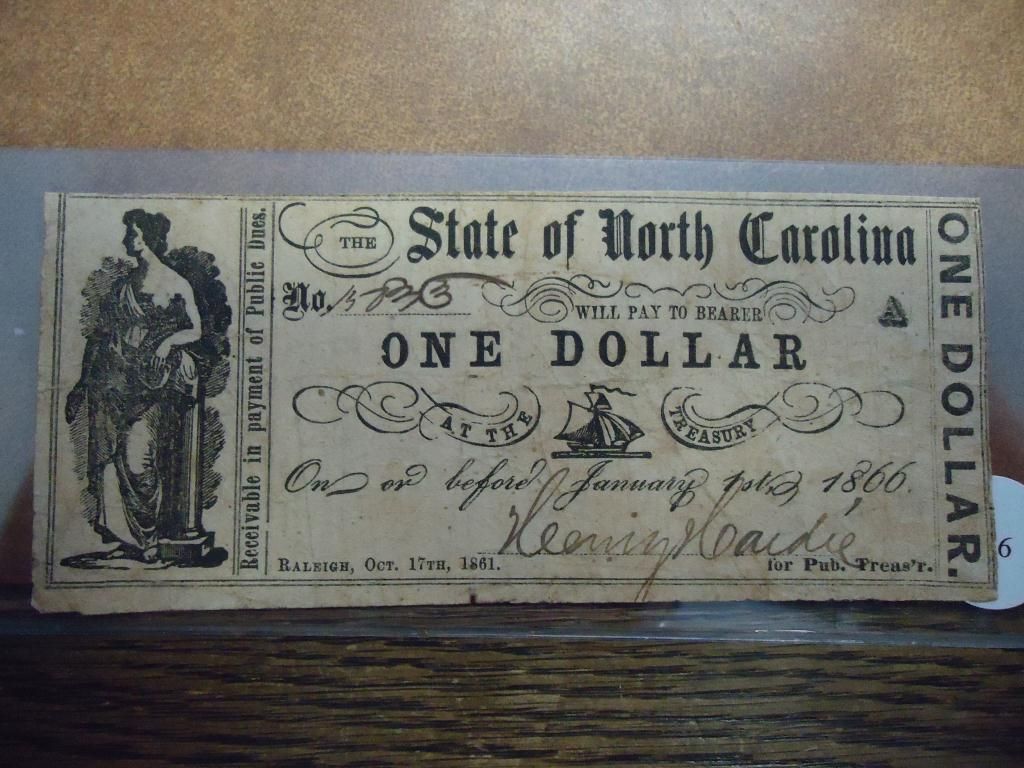 THE State of North Carolina
No.
WILL PAY TO BEARER
A
ONE DOLLAR
AT THE TREASURY
On or before January 1st, 1866.
Henry Hardie
RALEIGH, OCT. 17TH, 1861. for Pub. Treas'r.
Receivable in payment of Public Dues.
ONE DOLLAR.
6